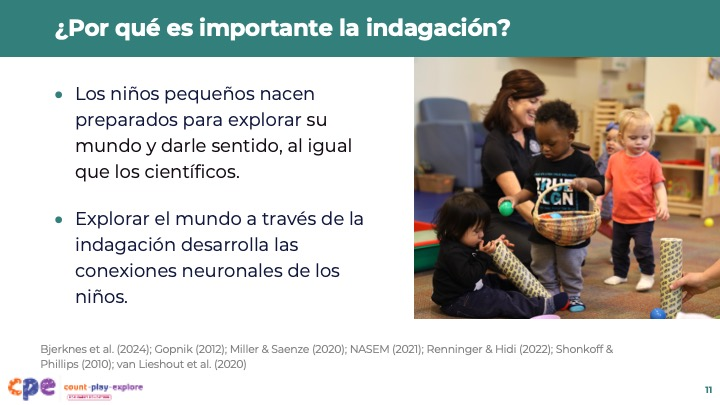 ¿Por qué es importante la indagación?
Los niños pequeños nacen
preparados para explorar su
mundo y darle sentido, al igual
que los científicos.
Explorar el mundo a través de la
indagación desarrolla las
conexiones neuronales de los
niños.
TRUE
LGN
Bjerknes et al. (2024); Gopnik (2012); Miller & Saenze (2020); NASEM (2021); Renninger & Hidi (2022); Shonkoff &
Phillips (2010); van Lieshout et al. (2020)
cpe count·play·explore
11